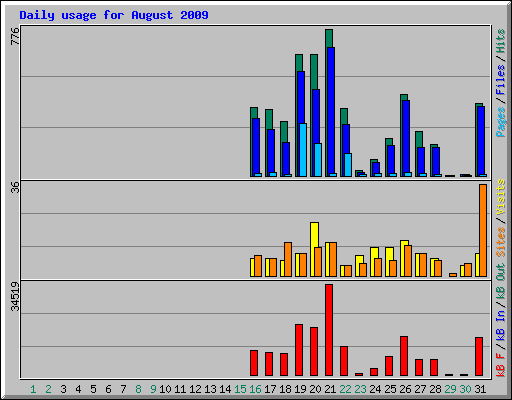 Daily usage for August 2009
776
Pages / Files / Hits
36
Sites / Visits
34519
kB F / kB In / kB Out
1 2 3 4 5 6 7 8 9 10 11 12 13 14 15 16 17 18 19 20 21 22 23 24 25 26 27 28 29 30 31